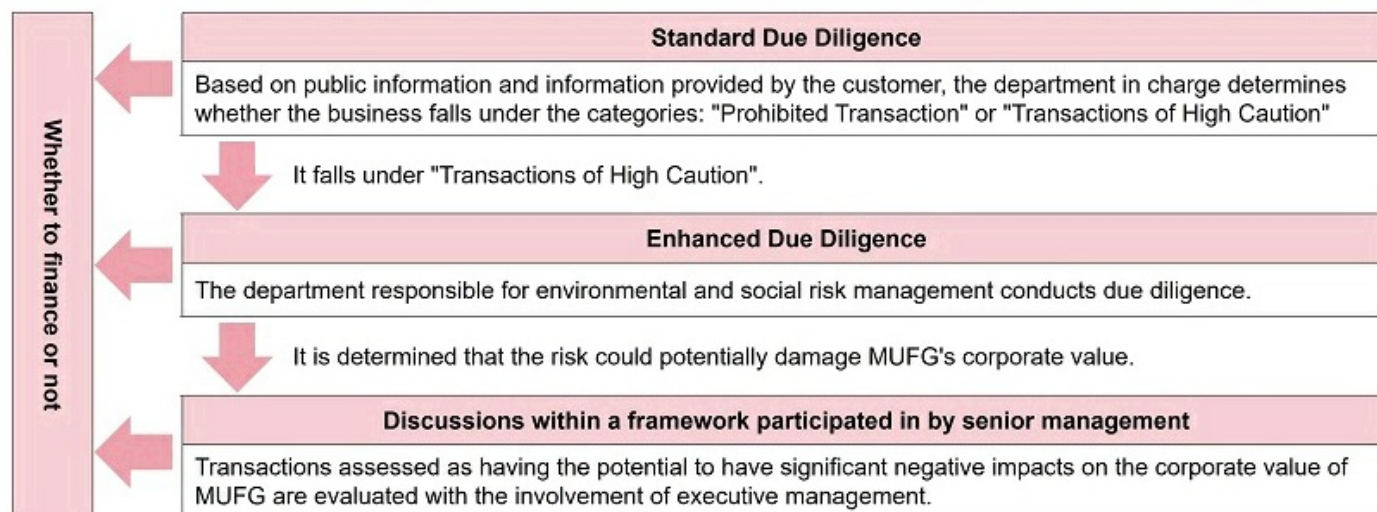 Whether to finance or not
Standard Due Diligence
Based on public information and information provided by the customer, the department in charge determines
whether the business falls under the categories: "Prohibited Transaction" or "Transactions of High Caution"
It falls under "Transactions of High Caution".
Enhanced Due Diligence
The department responsible for environmental and social risk management conducts due diligence.
It is determined that the risk could potentially damage MUFG's corporate value.
Discussions within a framework participated in by senior management
Transactions assessed as having the potential to have significant negative impacts on the corporate value of
MUFG are evaluated with the involvement of executive management.